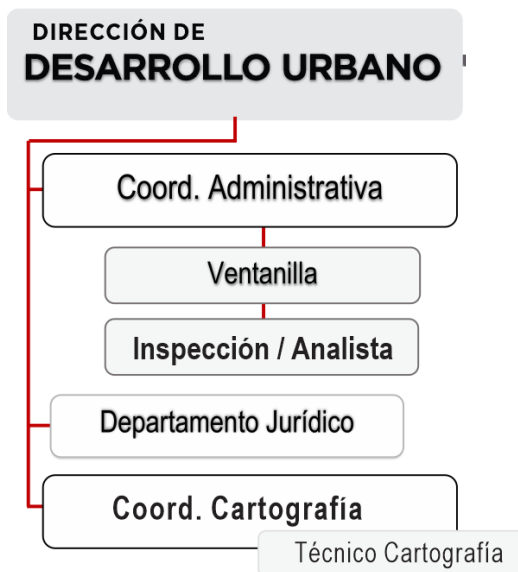 DIRECCIÓN DE
DESARROLLO URBANO
Coord. Administrativa
Ventanilla
Inspección / Analista
Departamento Jurídico
Coord. Cartografía
Técnico Cartografía